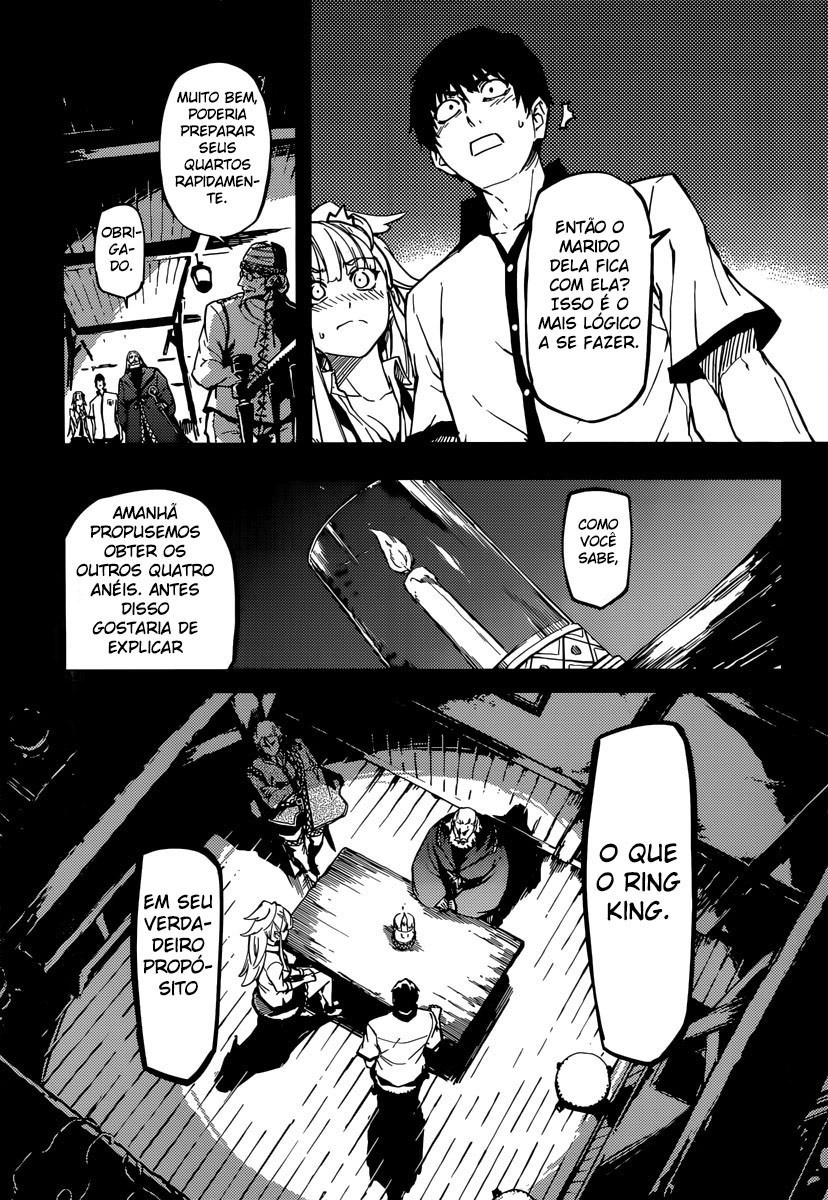 ENTÃO O
MARIDO
DELA FICA
COM ELA?
ISSO É O
MAIS LÓGICO
A SE FAZER.
MUITO BEM,
PODERIA
PREPARAR
SEUS
QUARTOS
RAPIDAMEN-
TE.
OBRI-
GA-
DO.
COMO
VOCÊ
SABE,
AMANHÃ
PROPUSEMOS
OBTER OS
OUTROS QUATRO
ANÉIS. ANTES
DISSO
GOSTARIA DE
EXPLICAR
O QUE
O RING
KING.
EM SEU
VERDA-
DEIRO
PROPÓ-
SITO